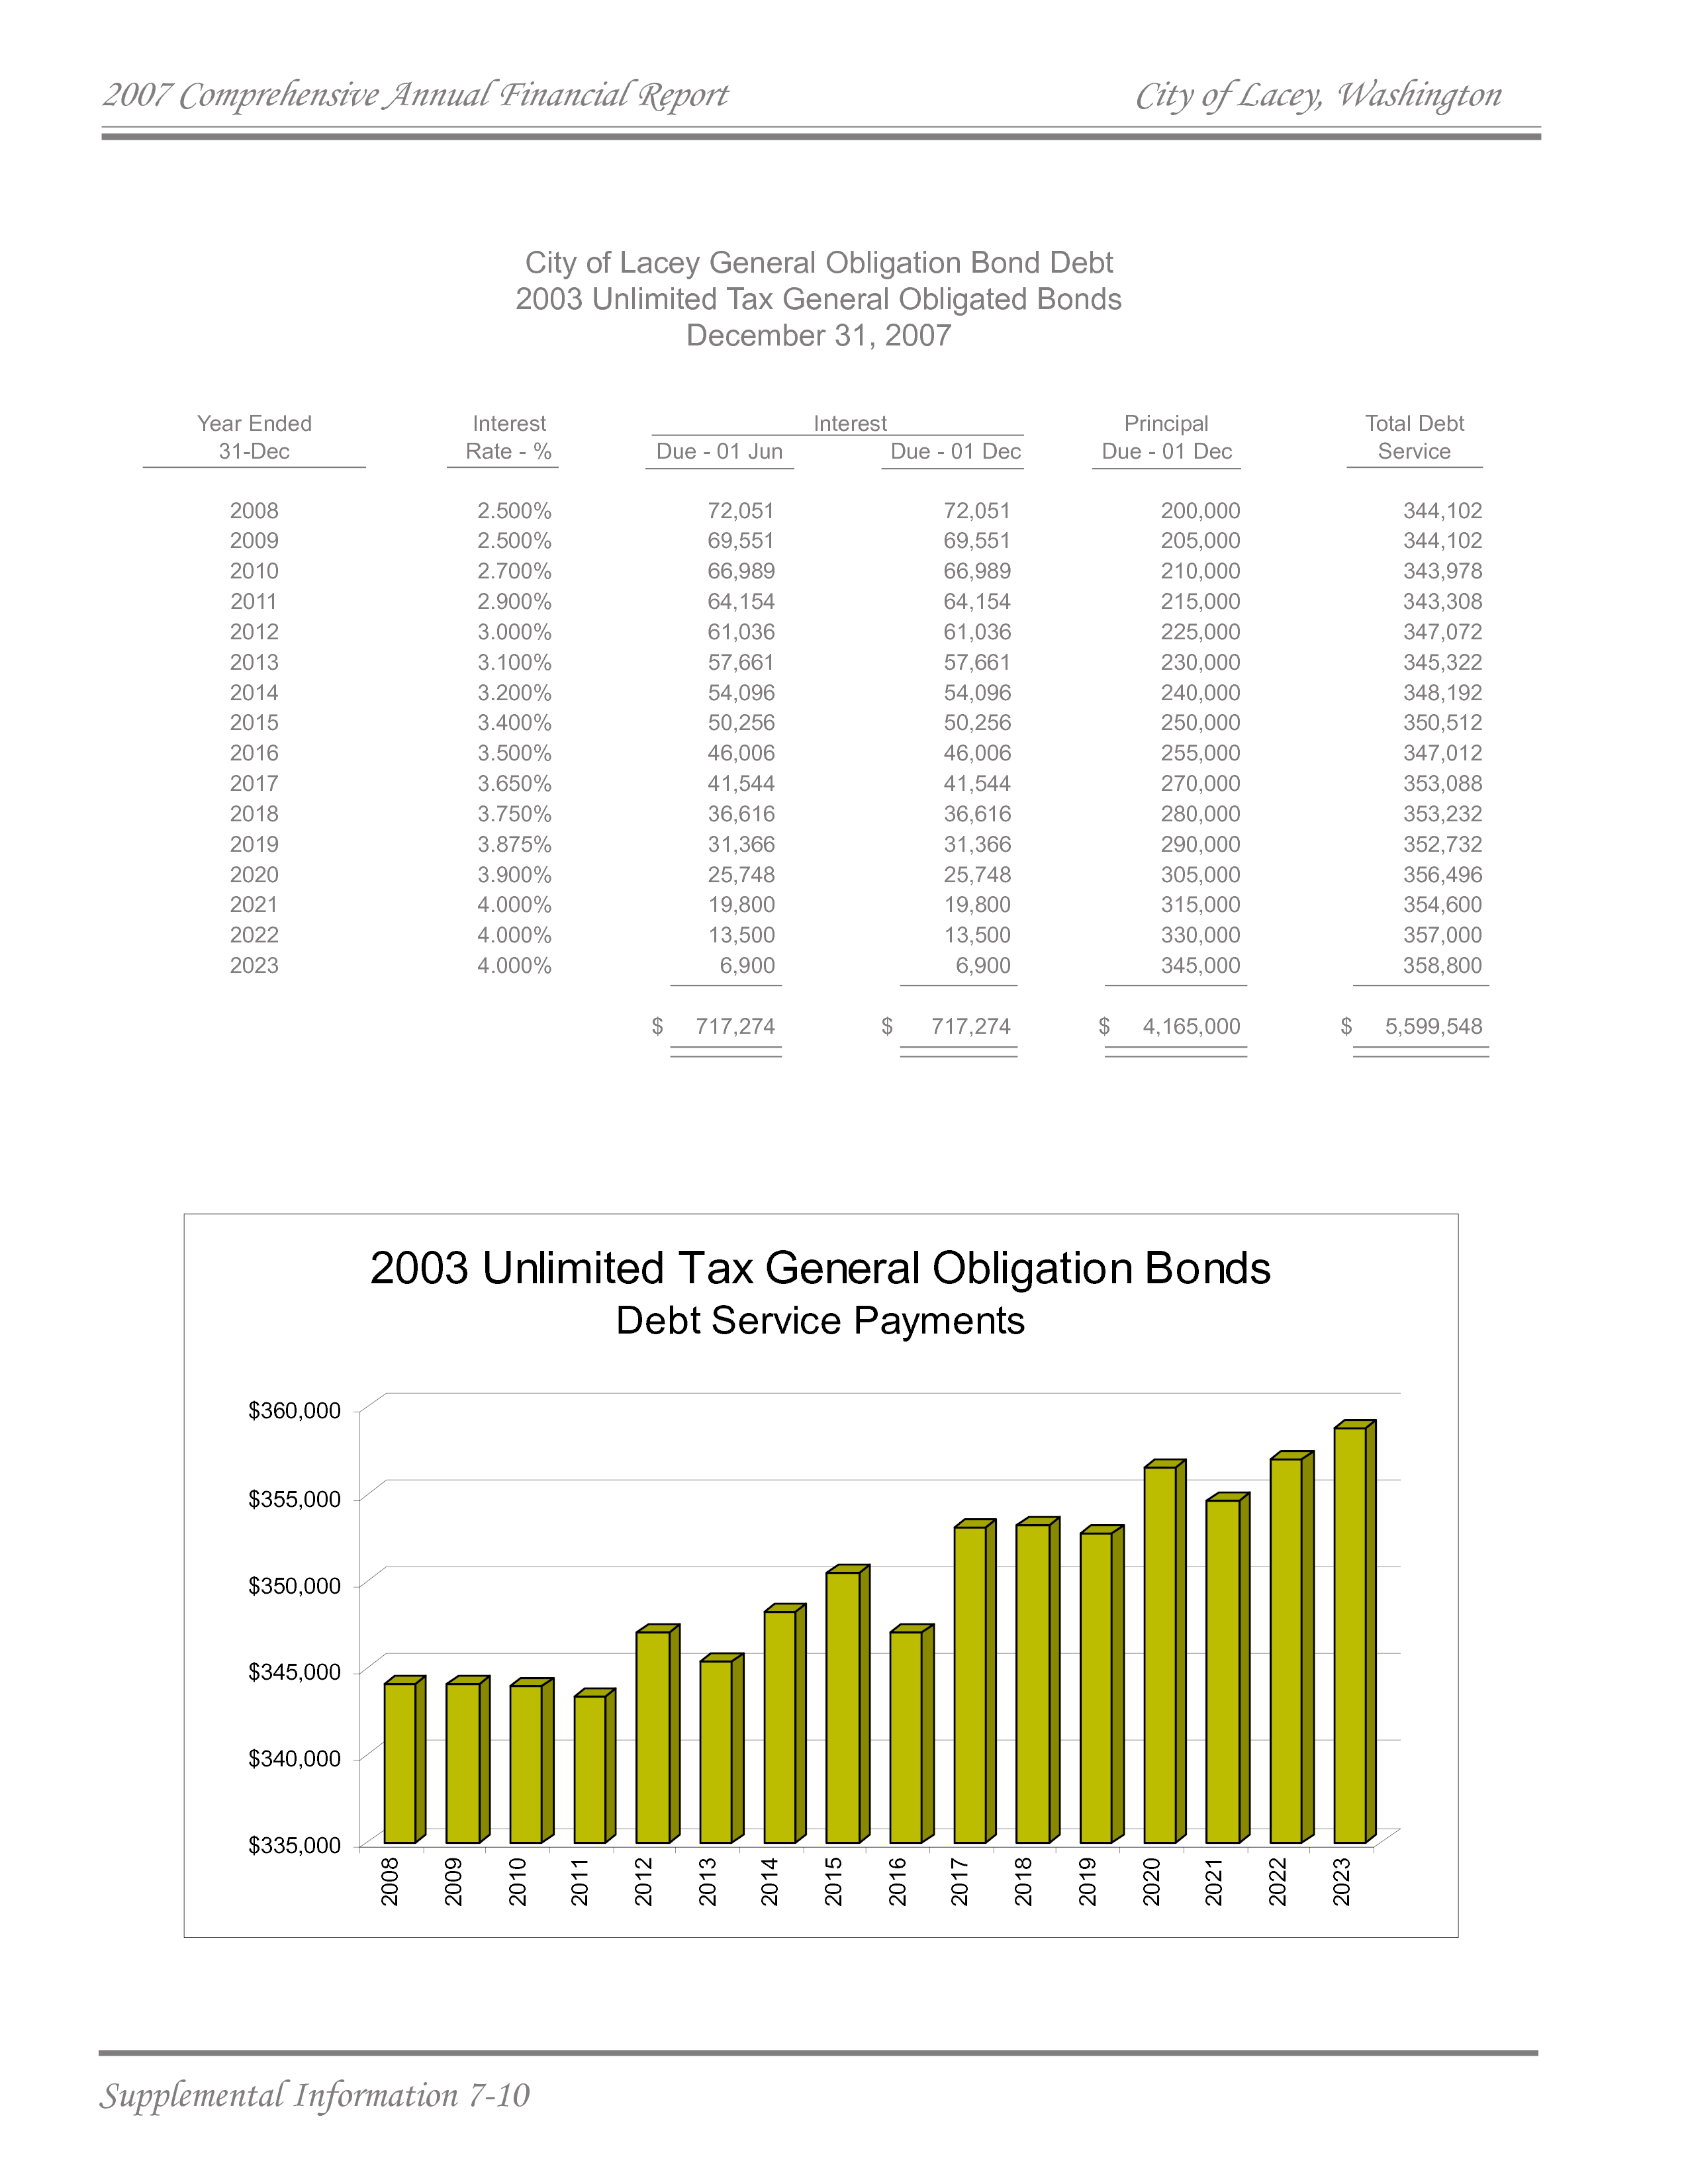 2007 Comprehensive Annual Financial Report City of Lacey, Washington
City of Lacey General Obligation Bond Debt
2003 Unlimited Tax General Obligated Bonds
December 31, 2007
Year Ended Interest Interest Principal Total Debt
31-Dec Rate - % Due - 01 Jun Due - 01 Dec Due - 01 Dec Service
2008 2.500% 72,051 72,051 200,000 344,102
2009 2.500% 69,551 69,551 205,000 344,102
2010 2.700% 66,989 66,989 210,000 343,978
2011 2.900% 64,154 64,154 215,000 343,308
2012 3.000% 61,036 61,036 225,000 347,072
2013 3.100% 57,661 57,661 230,000 345,322
2014 3.200% 54,096 54,096 240,000 348,192
2015 3.400% 50,256 50,256 250,000 350,512
2016 3.500% 46,006 46,006 255,000 347,012
2017 3.650% 41,544 41,544 270,000 353,088
2018 3.750% 36,616 36,616 280,000 353,232
2019 3.875% 31,366 31,366 290,000 352,732
2020 3.900% 25,748 25,748 305,000 356,496
2021 4.000% 19,800 19,800 315,000 354,600
2022 4.000% 13,500 13,500 330,000 357,000
2023 4.000% 6,900 6,900 345,000 358,800
$ 717,274 $ 717,274 $ 4,165,000 $ 5,599,548
2003 Unlimited Tax General Obligation Bonds
Debt Service Payments
$360,000
$355,000
$350,000
$345,000
$340,000
$335,000
2008 2009 2010 2011 2012 2013 2014 2015 2016 2017 2018 2019 2020 2021 2022 2023
Supplemental Information 7-10